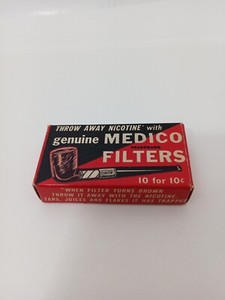 THROW AWAY NICOTINE" with
genuine MEDICO
FILTERS
10 for 10¢
"WHEN FILTER TURNS BROWN
THROW IT AWAY WITH THE NICOTINE,
TARS, JUICES AND FLAKES IT HAS TRAPPED